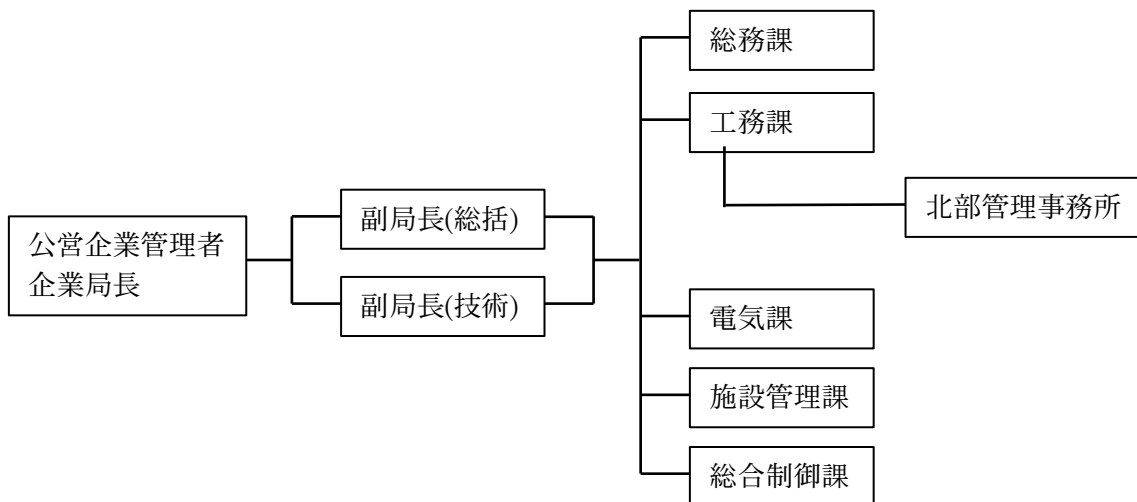 公営企業管理者
企業局長
副局長(総括)
副局長(技術)
総務課
工務課
北部管理事務所
電気課
施設管理課
総合制御課